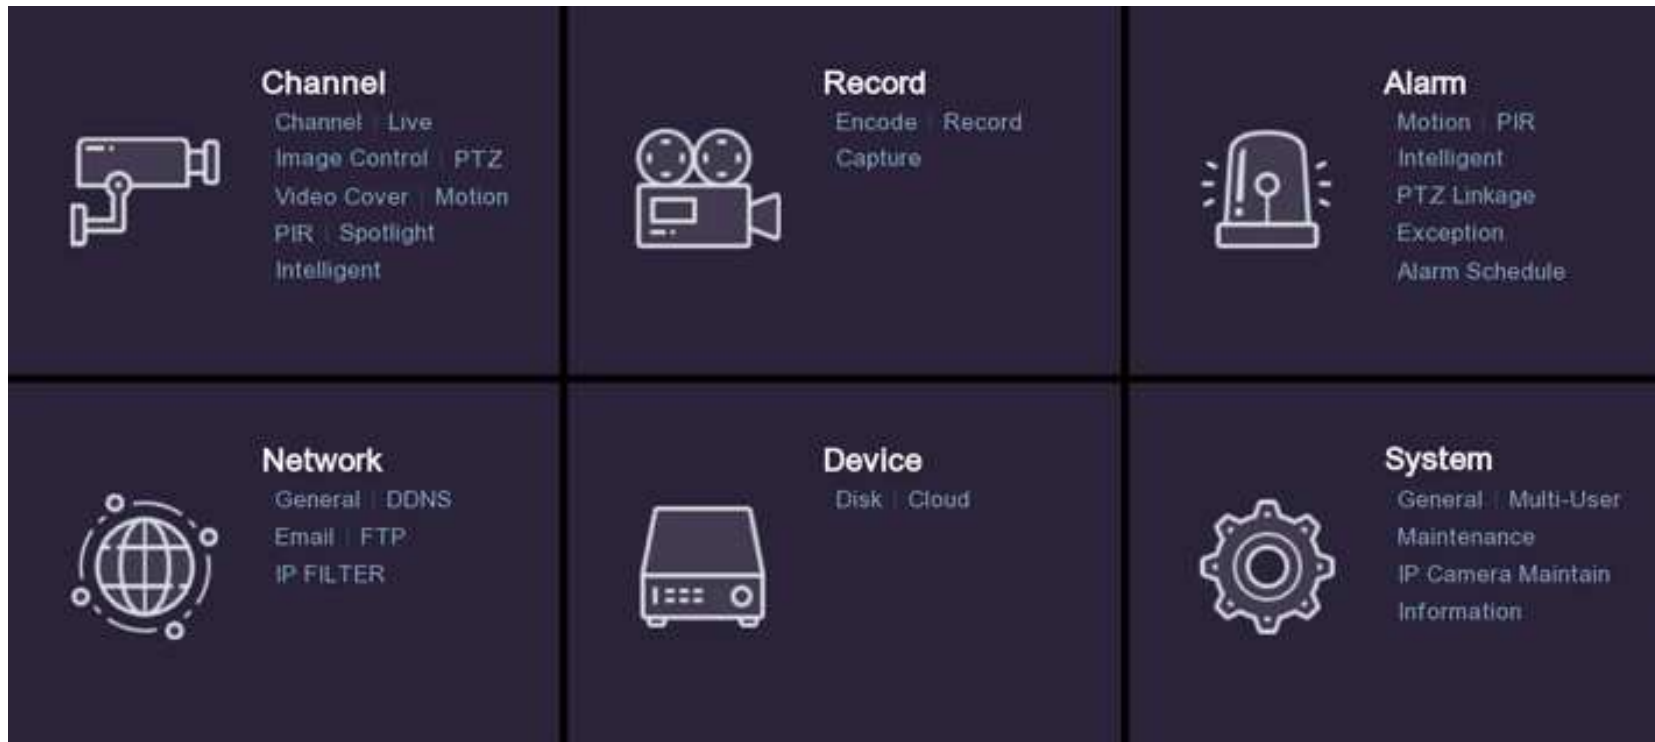 Channel
Channel | Live
Image Control | PTZ
Video Cover | Motion
PIR | Spotlight
Intelligent
Record
Encode | Record
Capture
Alarm
Motion | PIR
Intelligent
PTZ Linkage
Exception
Alarm Schedule
Network
General | DDNS
Email | FTP
IP FILTER
Device
Disk | Cloud
System
General | Multi-User
Maintenance
IP Camera Maintain
Information